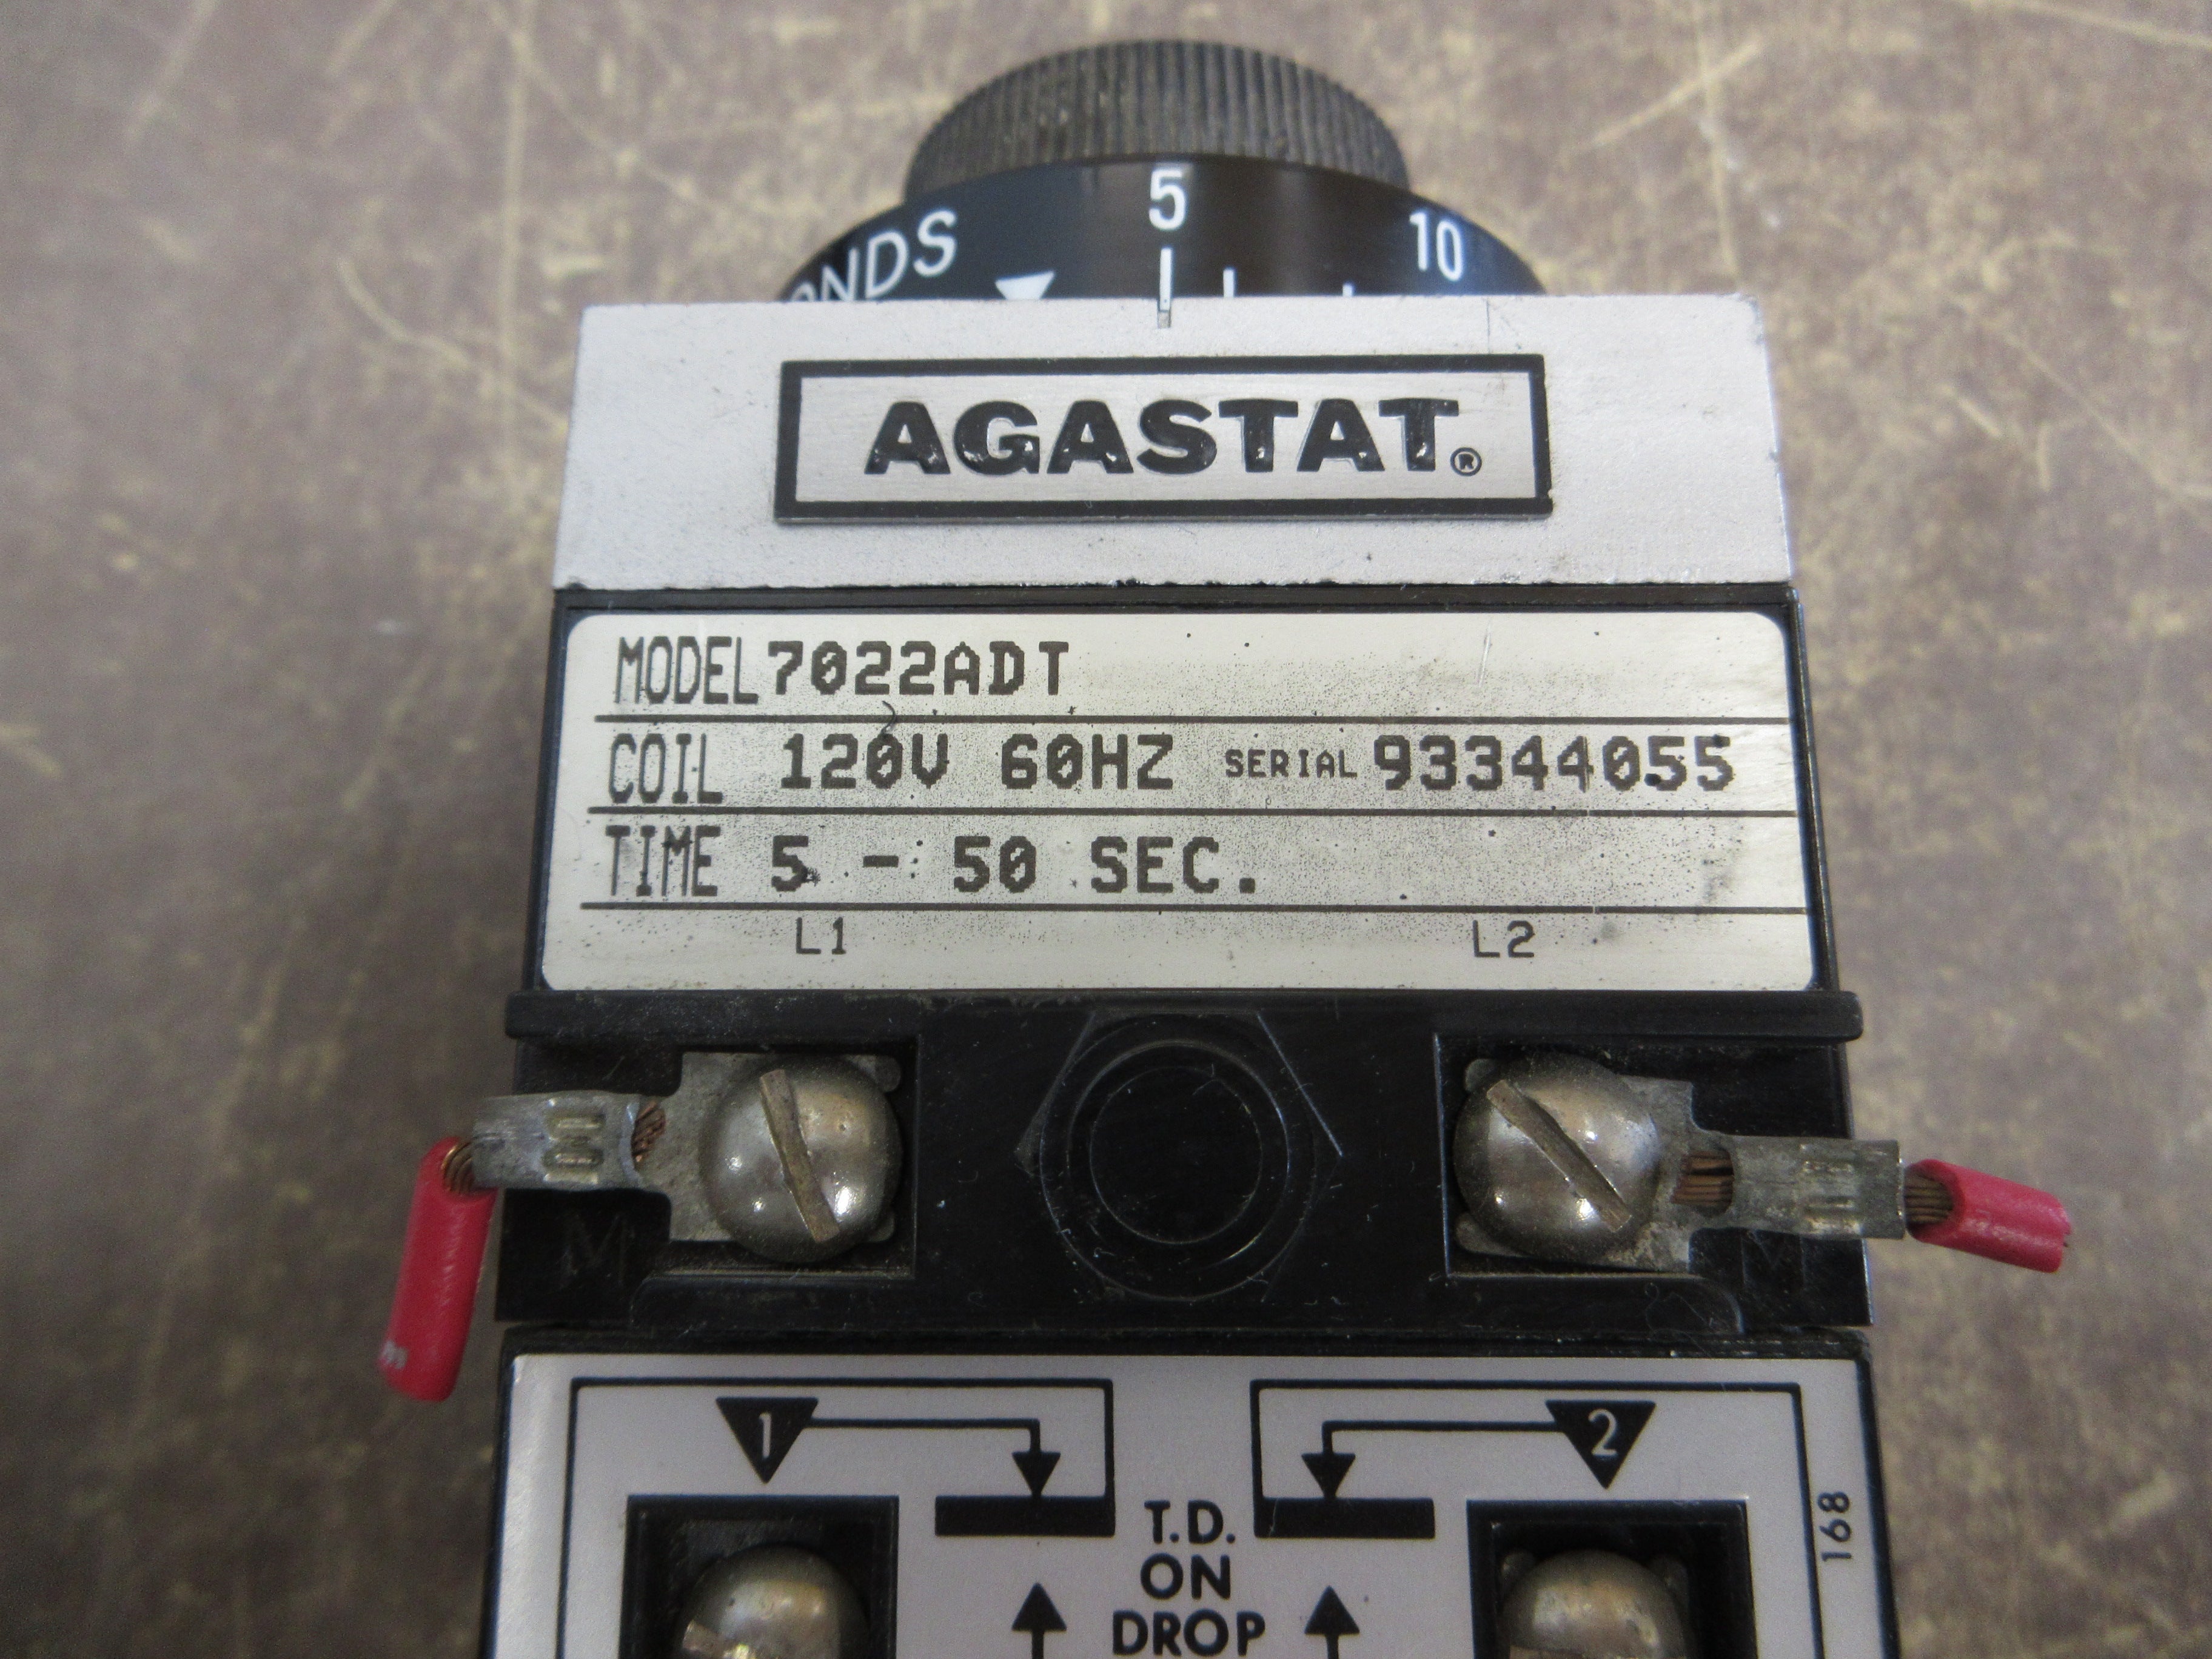 5 10
AGASTAT®
MODEL 7022ADT
COIL 120V 60HZ SERIAL 93344055
TIME 5 - 50 SEC.
L1 L2
M
1 2
T.D.
ON
DROP
168